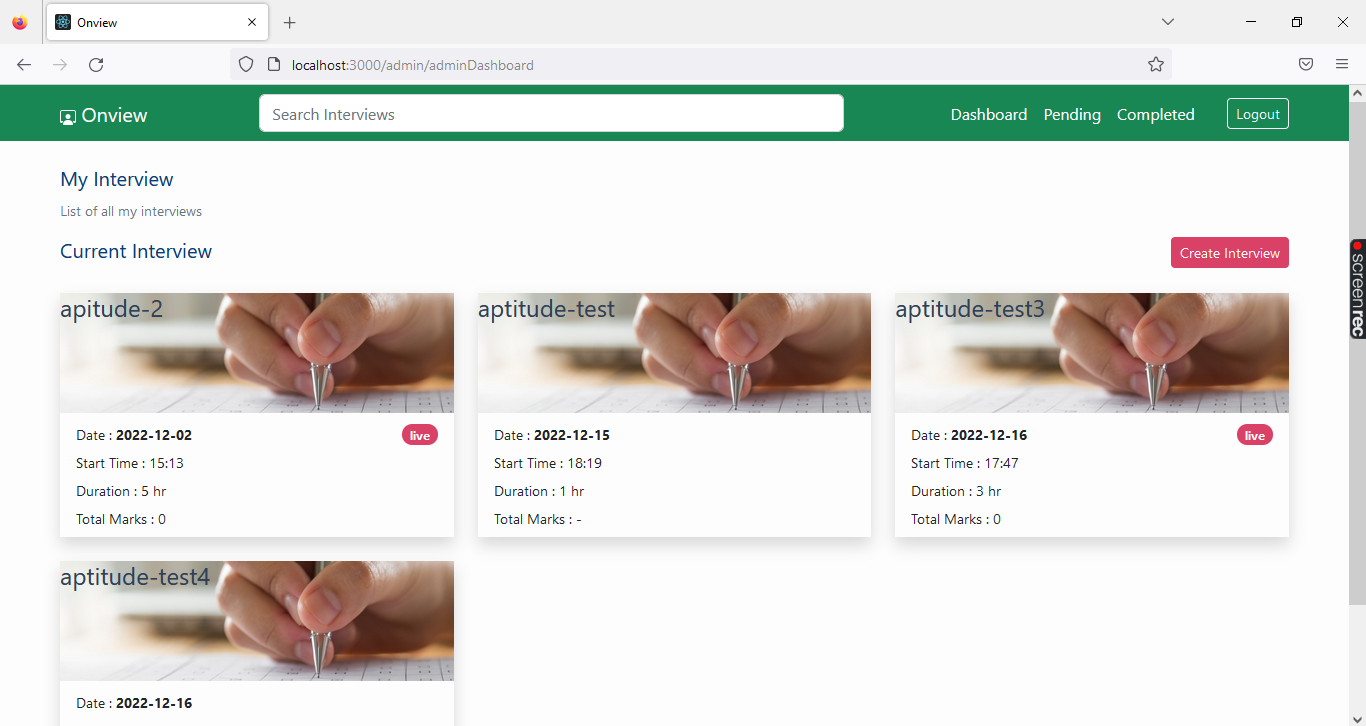 Onview
localhost:3000/admin/adminDashboard
Onview
Search Interviews
Dashboard
Pending
Completed
Logout
My Interview
List of all my interviews
Current Interview
Create Interview
apitude-2
Date : 2022-12-02
live
Start Time : 15:13
Duration : 5 hr
Total Marks : 0
aptitude-test
Date : 2022-12-15
Start Time : 18:19
Duration : 1 hr
Total Marks : -
aptitude-test3
Date : 2022-12-16
live
Start Time : 17:47
Duration : 3 hr
Total Marks : 0
aptitude-test4
Date : 2022-12-16
screenrec